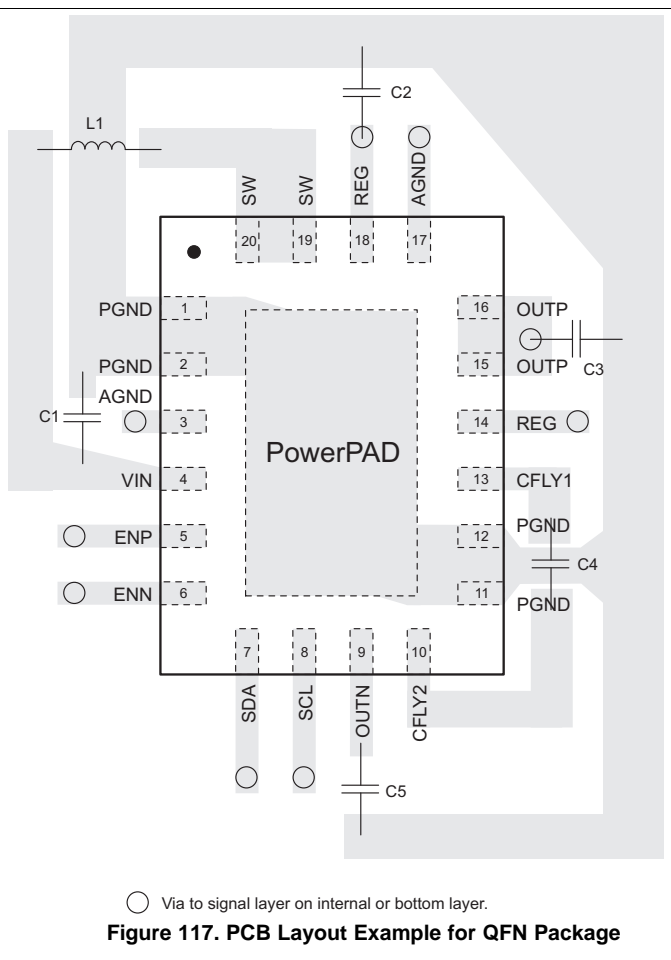 C2
L1
SW
SW
REG
AGND
20
19
18
17
PGND
1
16
OUTP
PGND
2
15
OUTP
C3
AGND
C1
3
14
REG
PowerPAD
VIN
4
13
CFLY1
PGND
ENP
5
12
C4
ENN
6
11
PGND
7
8
9
10
SDA
SCL
OUTN
CFLY2
C5
Via to signal layer on internal or bottom layer.
Figure 117. PCB Layout Example for QFN Package